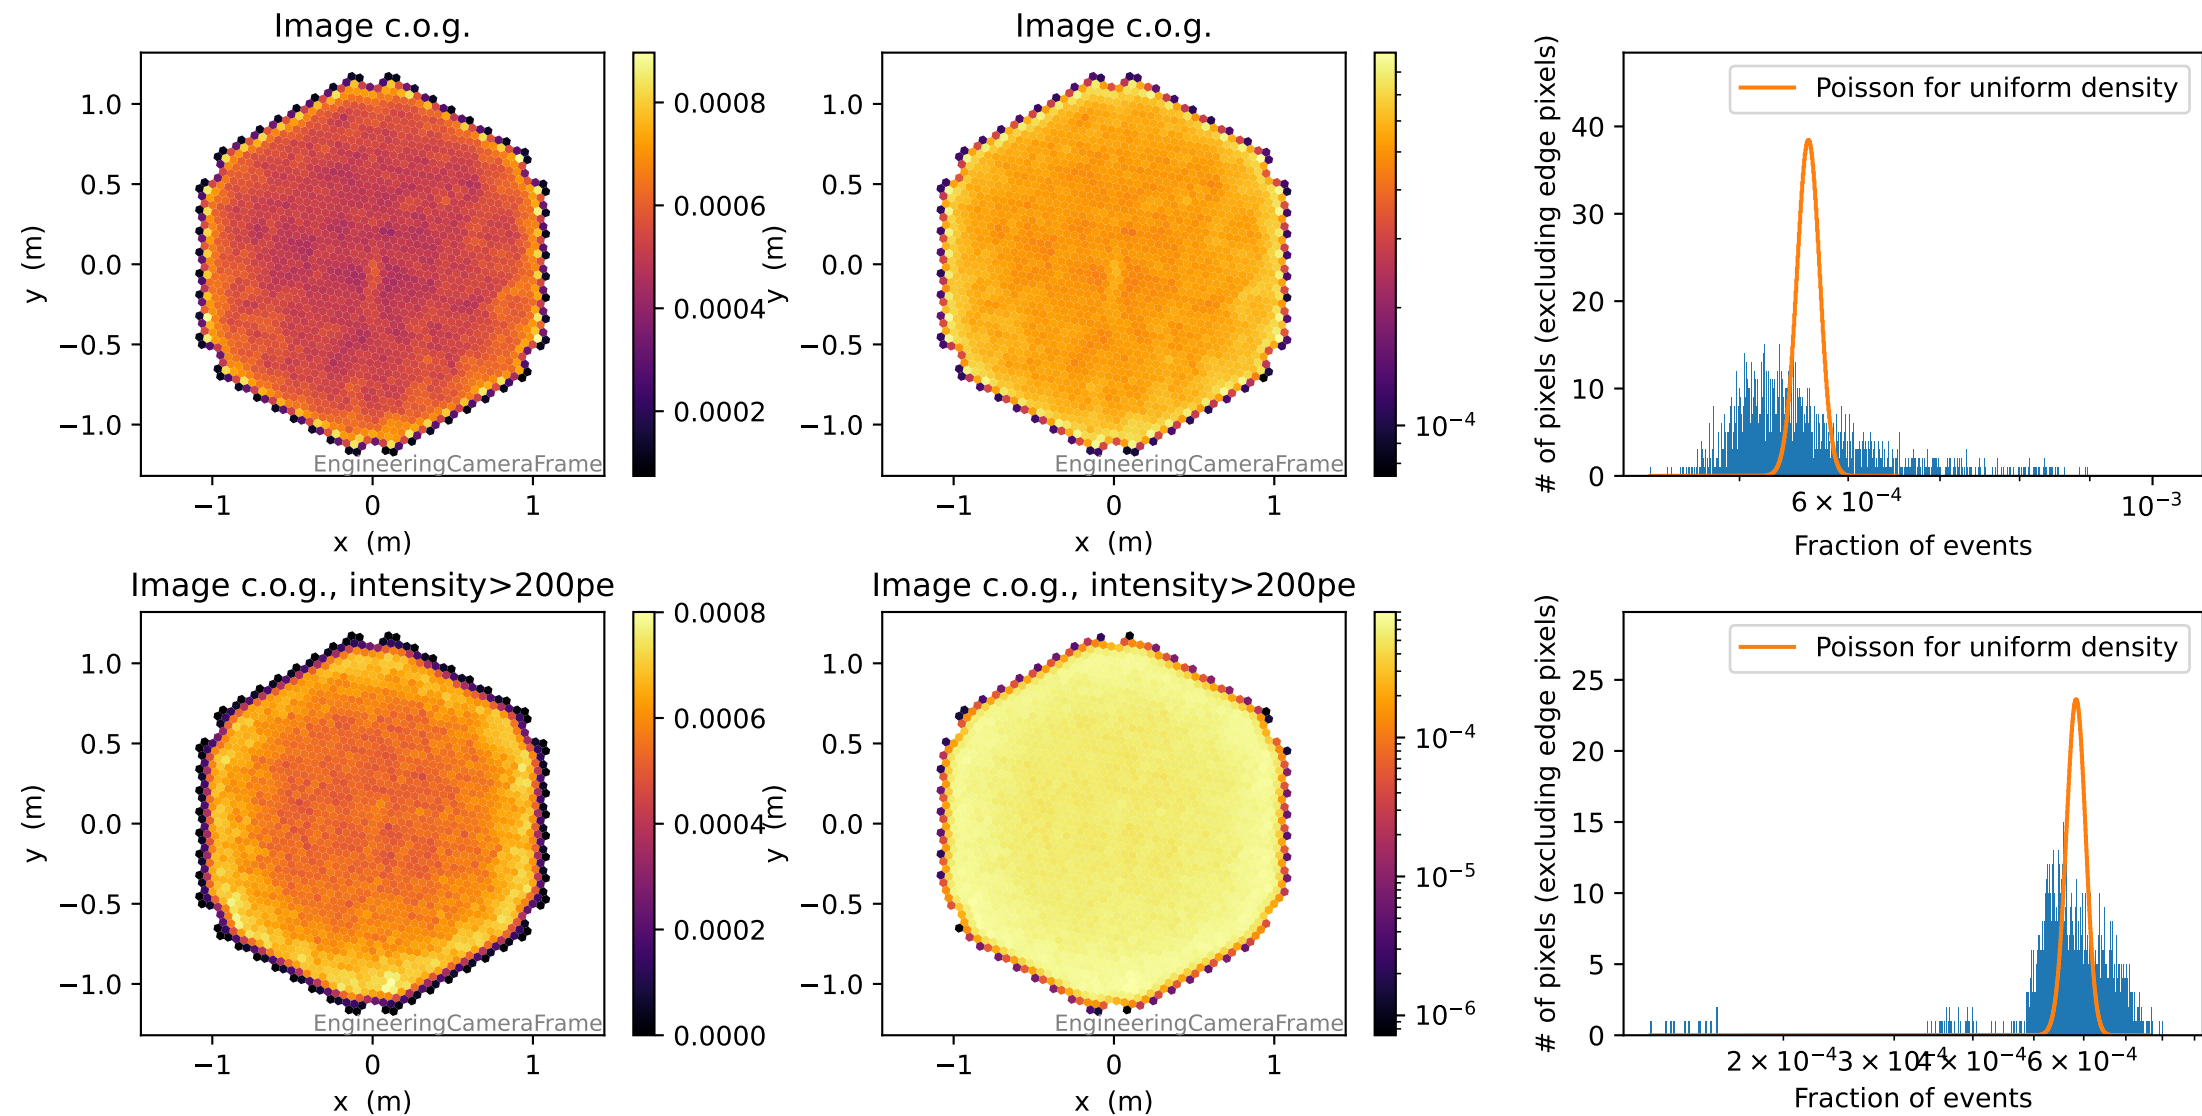 Image c.o.g.
1.0
0.5
0.0
−0.5
−1.0
y (m)
−1
0
1
x (m)
EngineeringCameraFrame
0.0008
0.0006
0.0004
0.0002
Image c.o.g.
1.0
0.5
0.0
−0.5
−1.0
y (m)
−1
0
1
x (m)
EngineeringCameraFrame
10⁻⁴
# of pixels (excluding edge pixels)
40
30
20
10
0
Poisson for uniform density
6 × 10⁻⁴
10⁻³
Fraction of events
Image c.o.g., intensity>200pe
1.0
0.5
0.0
−0.5
−1.0
y (m)
−1
0
1
x (m)
EngineeringCameraFrame
0.0008
0.0006
0.0004
0.0002
0.0000
Image c.o.g., intensity>200pe
1.0
0.5
0.0
−0.5
−1.0
y (m)
−1
0
1
x (m)
EngineeringCameraFrame
10⁻⁴
10⁻⁵
10⁻⁶
# of pixels (excluding edge pixels)
25
20
15
10
5
0
Poisson for uniform density
2 × 10⁻⁴
3 × 10⁻⁴
4 × 10⁻⁴
6 × 10⁻⁴
Fraction of events